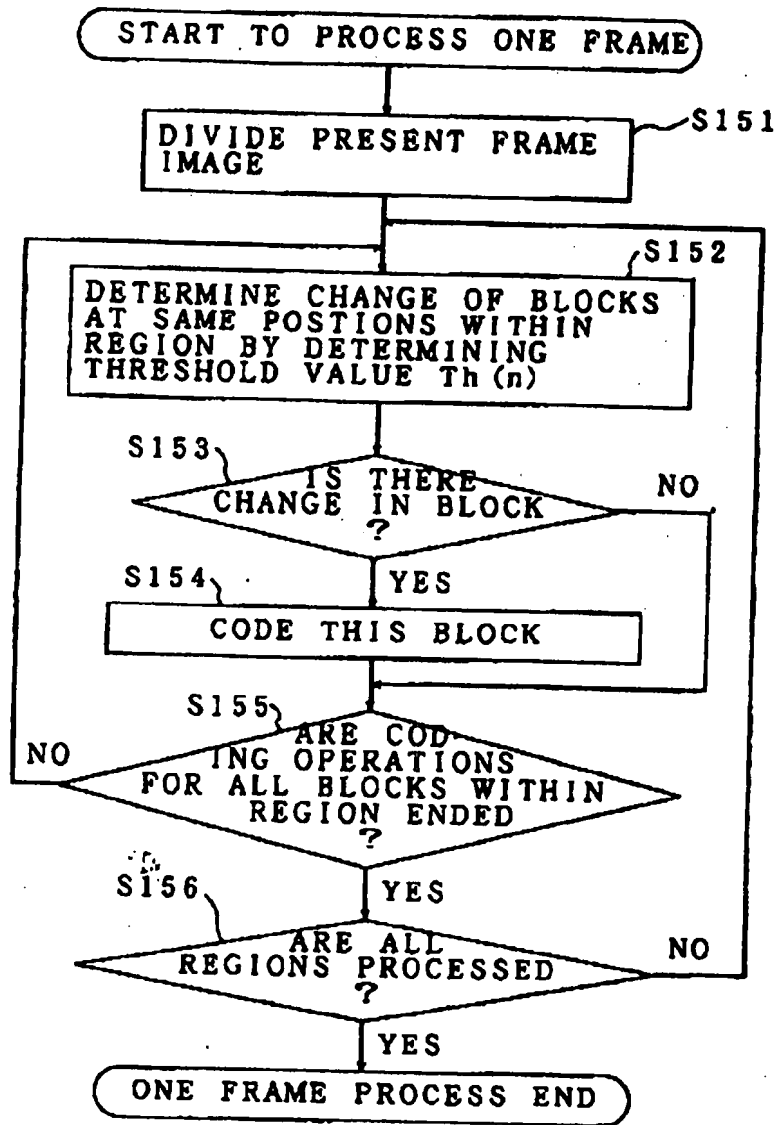 START TO PROCESS ONE FRAME
S151
DIVIDE PRESENT FRAME
IMAGE
S152
DETERMINE CHANGE OF BLOCKS
AT SAME POSTIONS WITHIN
REGION BY DETERMINING
THRESHOLD VALUE Th(n)
S153
IS THERE
CHANGE IN BLOCK
?
NO
YES
S154
CODE THIS BLOCK
S155
ARE COD-
ING OPERATIONS
FOR ALL BLOCKS WITHIN
REGION ENDED
?
NO
YES
S156
ARE ALL
REGIONS PROCESSED
?
NO
YES
ONE FRAME PROCESS END